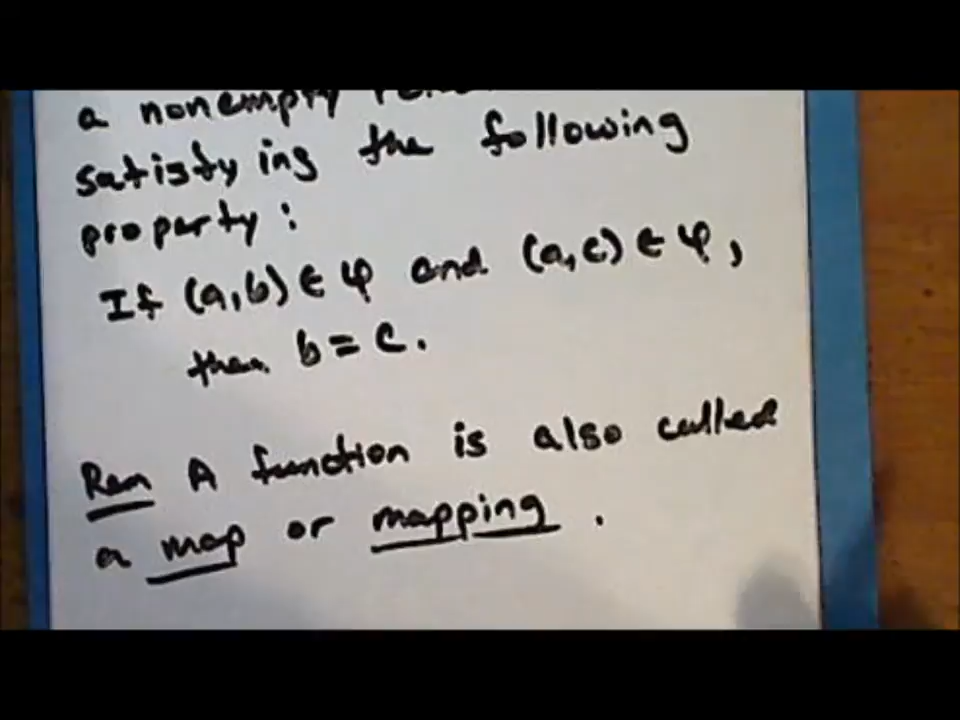 a nonempty
satisfying the following
property:
If (a,b) ∈ φ and (a,c) ∈ φ,
then b = c.
Rem A function is also called
a map or mapping.